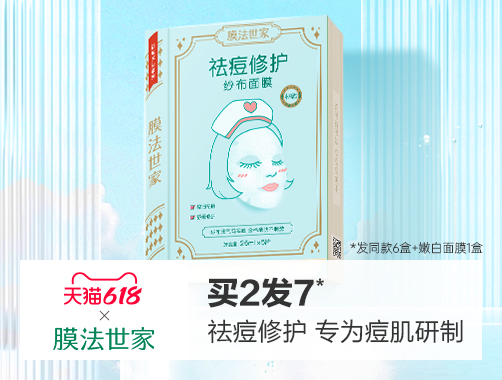 膜法世家
祛痘修护
纱布面膜
膜法世家
*发同款6盒+嫩白面膜1盒
天猫618
×
膜法世家
买2发7*
祛痘修护 专为痘肌研制